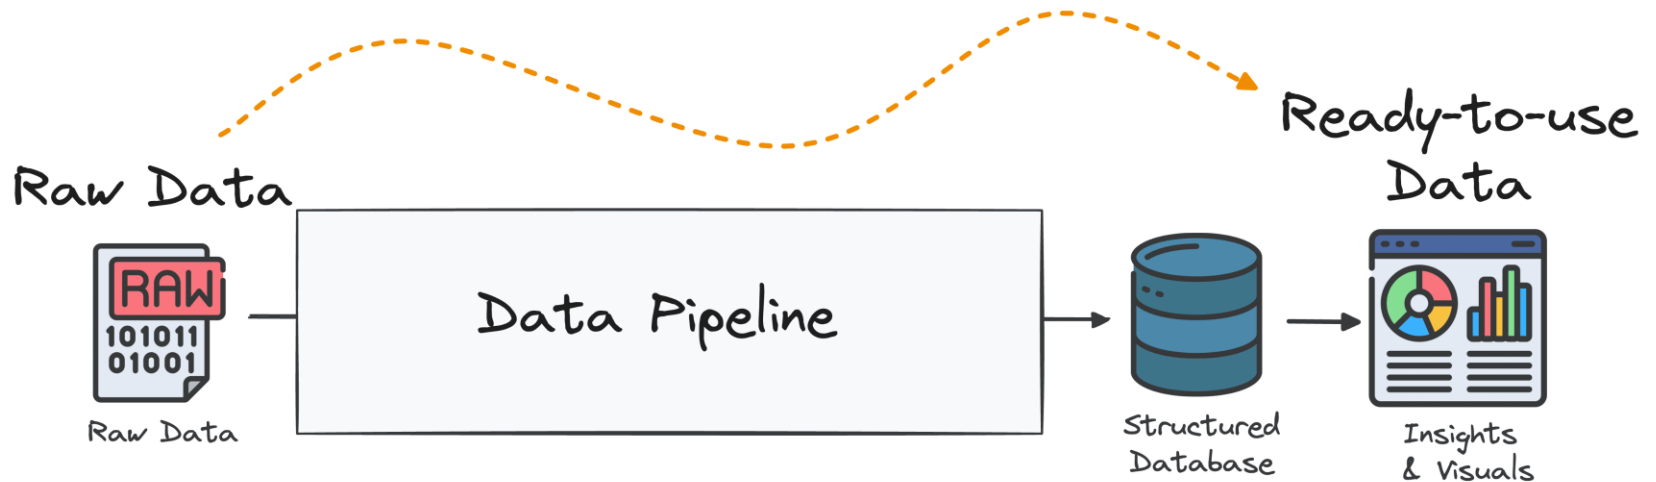 Raw Data
Ready-to-use
Data
RAW
101011
01001
Raw Data
Data Pipeline
Structured
Database
Insights
& Visuals